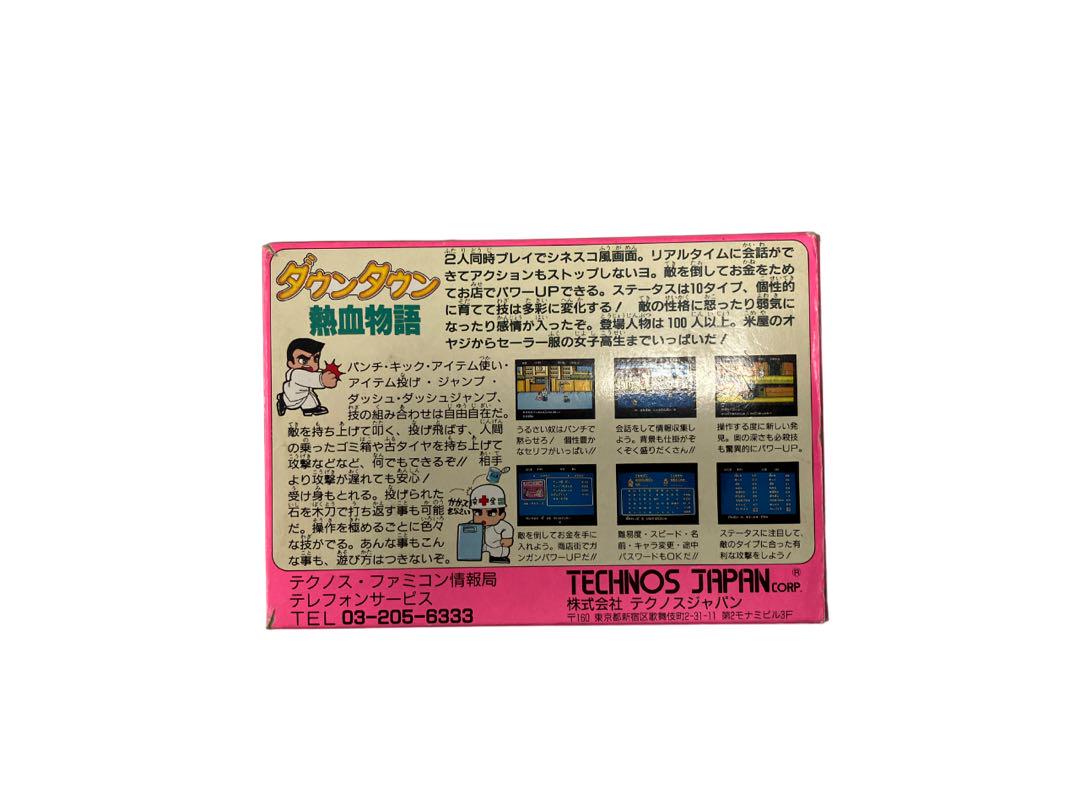 ダウンタウン
熱血物語
2人同時プレイでシネスコ風画面。リアルタイムに会話がで
きてアクションもストップしないヨ。敵を倒してお金をため
てお店でパワーUPできる。ステータスは10タイプ、個性的
に育てて技は多彩に変化する! 敵の性格に怒ったり弱気に
なったり感情が入ったぞ。登場人物は100人以上。米屋のオ
ヤジからセーラー服の女子高生までいっぱいだ!
パンチ・キック・アイテム使い・
アイテム投げ・ジャンプ・
ダッシュ・ダッシュジャンプ、
技の組み合わせは自由自在だ。
敵を持ち上げて叩く、投げ飛ばす、人間
の乗ったゴミ箱や古タイヤを持ち上げて
攻撃などなど、何でもできるぞ!! 相手
より攻撃が遅れても安心!
受け身もとれる。投げられた
石を木刀で打ち返す事も可能
だ。操作を極めるごとに色々
な技がでる。あんな事もこん
な事も、遊び方はつきないぞ。
うるさい奴はパンチで
黙らせろ! 個性豊か
なセリフがいっぱい!!
会話をして情報収集し
よう。背景も仕掛がぞ
くぞく盛りだくさん!!
操作する度に新しい発
見。奥の深さも必殺技
も驚異的にパワーUP。
敵を倒してお金を手に
入れよう。商店街でガ
ンガンパワーUPだ!!
難易度・スピード・名
前・キャラ変更・途中
パスワードもOKだ!!
ステータスに注目して、
敵のタイプに合った有
利な攻撃をしよう!
テクノス・ファミコン情報局
テレフォンサービス
TEL 03-205-6333
TECHNOS JAPAN CORP.®
株式会社 テクノスジャパン
〒160 東京都新宿区歌舞伎町2-31-11 第2モナミビル3F